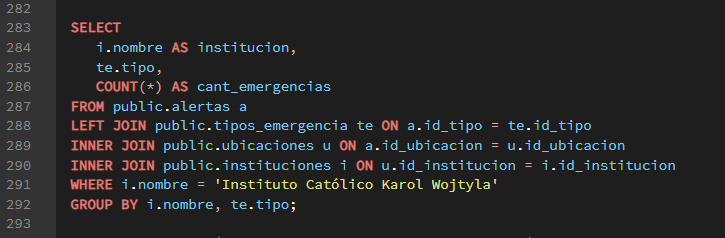 282
283 SELECT
284 i.nombre AS institucion,
285 te.tipo,
286 COUNT(*) AS cant_emergencias
287 FROM public.alertas a
288 LEFT JOIN public.tipos_emergencia te ON a.id_tipo = te.id_tipo
289 INNER JOIN public.ubicaciones u ON a.id_ubicacion = u.id_ubicacion
290 INNER JOIN public.instituciones i ON u.id_institucion = i.id_institucion
291 WHERE i.nombre = 'Instituto Católico Karol Wojtyla'
292 GROUP BY i.nombre, te.tipo;
293